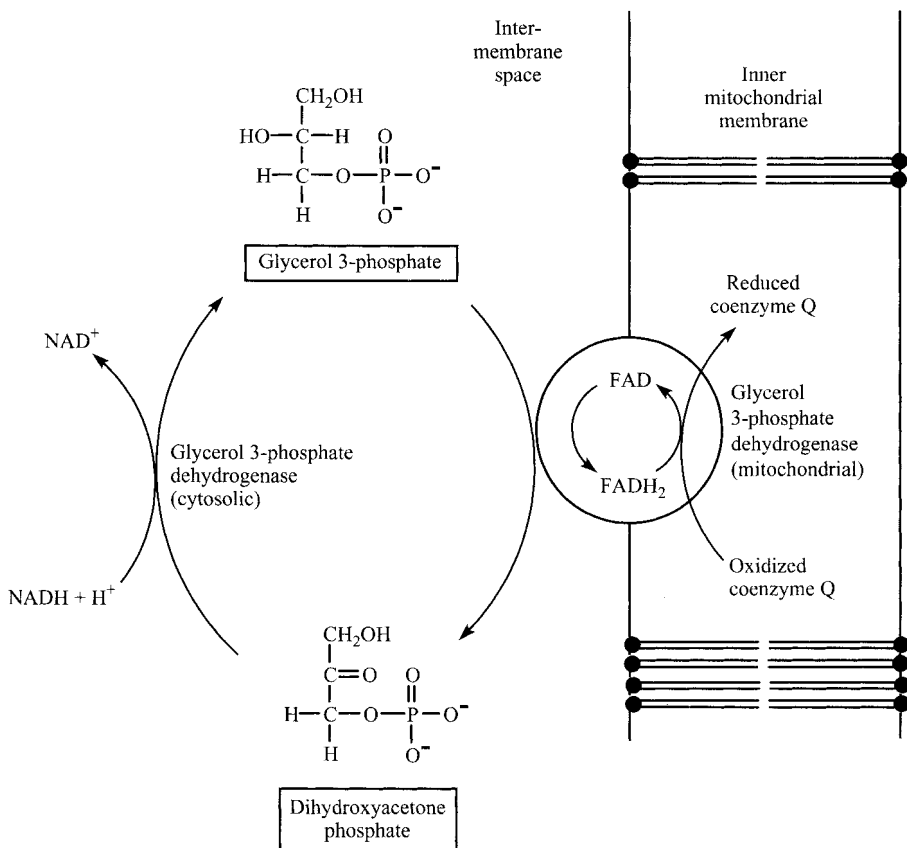 Inter-
membrane
space
Inner
mitochondrial
membrane
CH₂OH
HO—C—H
O
H—C—O—P—O⁻
H
O⁻
Glycerol 3-phosphate
NAD⁺
Reduced
coenzyme Q
FAD
FADH₂
Glycerol
3-phosphate
dehydrogenase
(mitochondrial)
Glycerol 3-phosphate
dehydrogenase
(cytosolic)
NADH + H⁺
Oxidized
coenzyme Q
CH₂OH
C=O
O
H—C—O—P—O⁻
H
O⁻
Dihydroxyacetone
phosphate